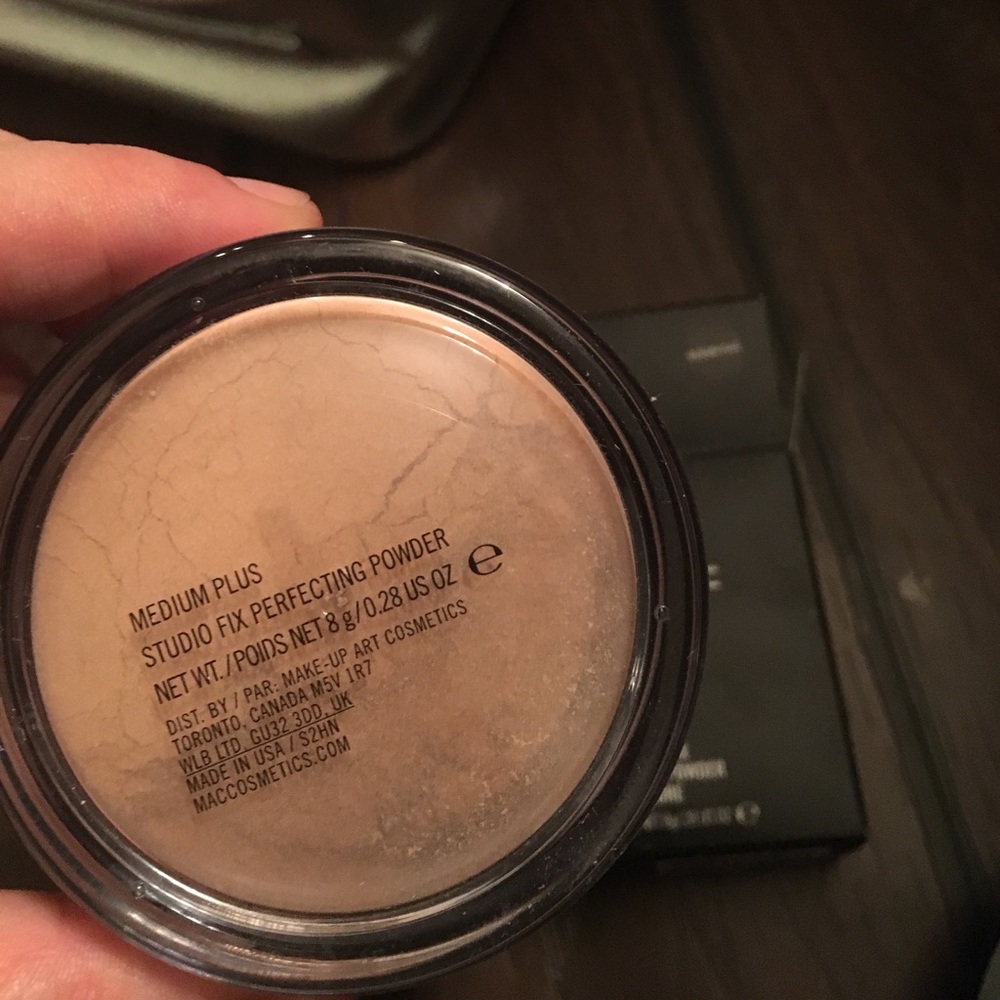 MEDIUM PLUS
STUDIO FIX PERFECTING POWDER
NET WT. / POIDS NET 8 g / 0.28 US OZ e
DIST. BY / PAR: MAKE-UP ART COSMETICS
TORONTO, CANADA M5V 1R7
WLB LTD, GU32 3DD, UK
MADE IN USA / S2HN
MACCOSMETICS.COM
POWDER